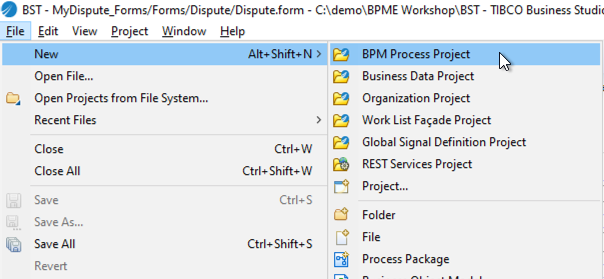 BST - MyDispute_Forms/Forms/Dispute/Dispute.form - C:\demo\BPME Workshop\BST - TIBCO Business Studio
File Edit View Project Window Help
New Alt+Shift+N >
Open File...
Open Projects from File System...
Recent Files >
Close Ctrl+W
Close All Ctrl+Shift+W
Save Ctrl+S
Save As...
Save All Ctrl+Shift+S
Revert
BPM Process Project
Business Data Project
Organization Project
Work List Façade Project
Global Signal Definition Project
REST Services Project
Project...
Folder
File
Process Package